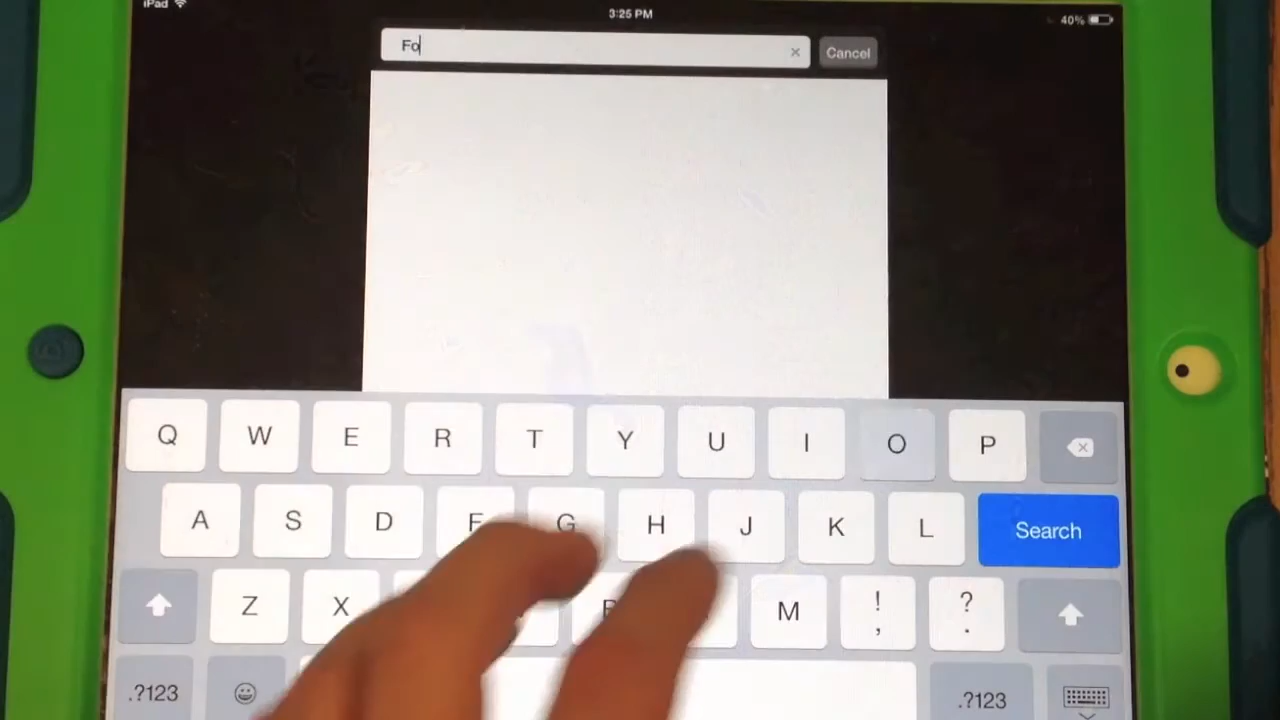 iPad 3:25 PM 40%
Fo Cancel
Q W E R T Y U I O P
A S D F G H J K L Search
Z X B M ! , ? .
.?123 .?123